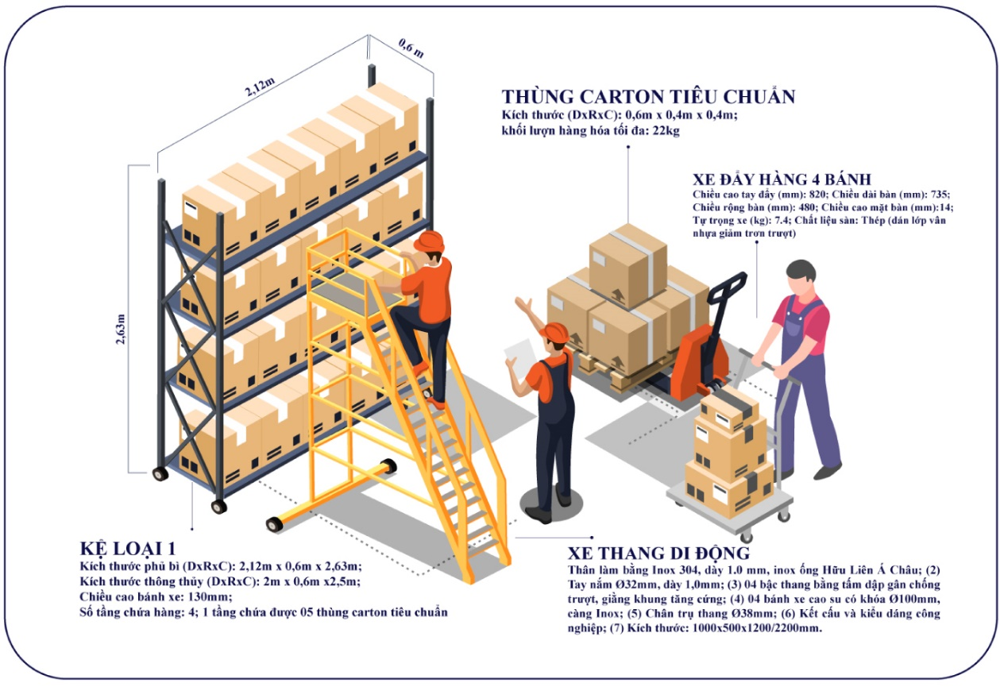 0,6 m
2,12m
THÙNG CARTON TIÊU CHUẨN
Kích thước (DxRxC): 0,6m x 0,4m x 0,4m;
khối lượn hàng hóa tối đa: 22kg
XE ĐẨY HÀNG 4 BÁNH
Chiều cao tay đẩy (mm): 820; Chiều dài bàn (mm): 735;
Chiều rộng bàn (mm): 480; Chiều cao mặt bàn (mm):14;
Tự trọng xe (kg): 7.4; Chất liệu sàn: Thép (dán lớp vân
nhựa giảm trơn trượt)
2,63m
KỆ LOẠI 1
Kích thước phủ bì (DxRxC): 2,12m x 0,6m x 2,63m;
Kích thước thông thủy (DxRxC): 2m x 0,6m x2,5m;
Chiều cao bánh xe: 130mm;
Số tầng chứa hàng: 4; 1 tầng chứa được 05 thùng carton tiêu chuẩn
XE THANG DI ĐỘNG
Thân làm bằng Inox 304, dày 1.0 mm, inox ống Hữu Liên Á Châu; (2)
Tay nắm Ø32mm, dày 1,0mm; (3) 04 bậc thang bằng tấm dập gân chống
trượt, giằng khung tăng cứng; (4) 04 bánh xe cao su có khóa Ø100mm,
càng Inox; (5) Chân trụ thang Ø38mm; (6) Kết cấu và kiểu dáng công
nghiệp; (7) Kích thước: 1000x500x1200/2200mm.